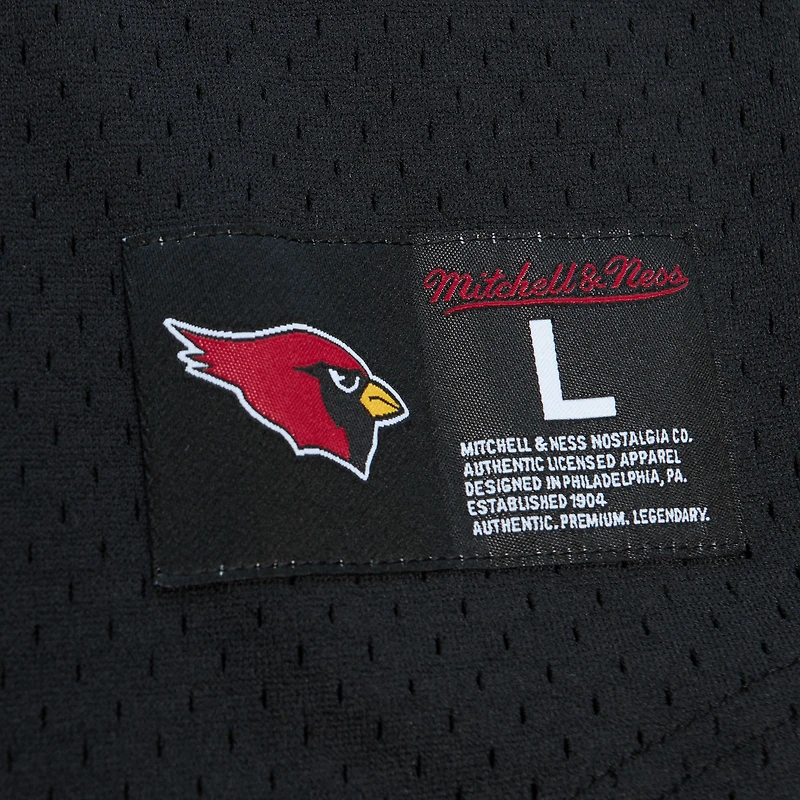 Mitchell & Ness
L
MITCHELL & NESS NOSTALGIA CO.
AUTHENTIC LICENSED APPAREL
DESIGNED IN PHILADELPHIA, PA.
ESTABLISHED 1904
AUTHENTIC. PREMIUM. LEGENDARY.